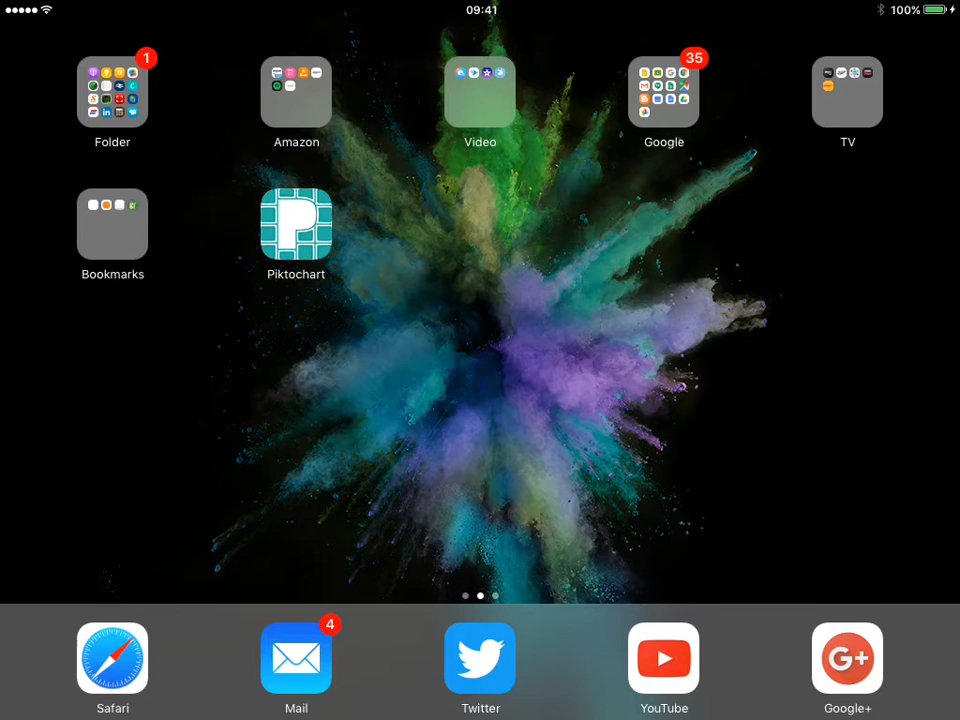 09:41
100%
1
35
Folder
Amazon
Video
Google
TV
P
Bookmarks
Piktochart
4
G+
Safari
Mail
Twitter
YouTube
Google+